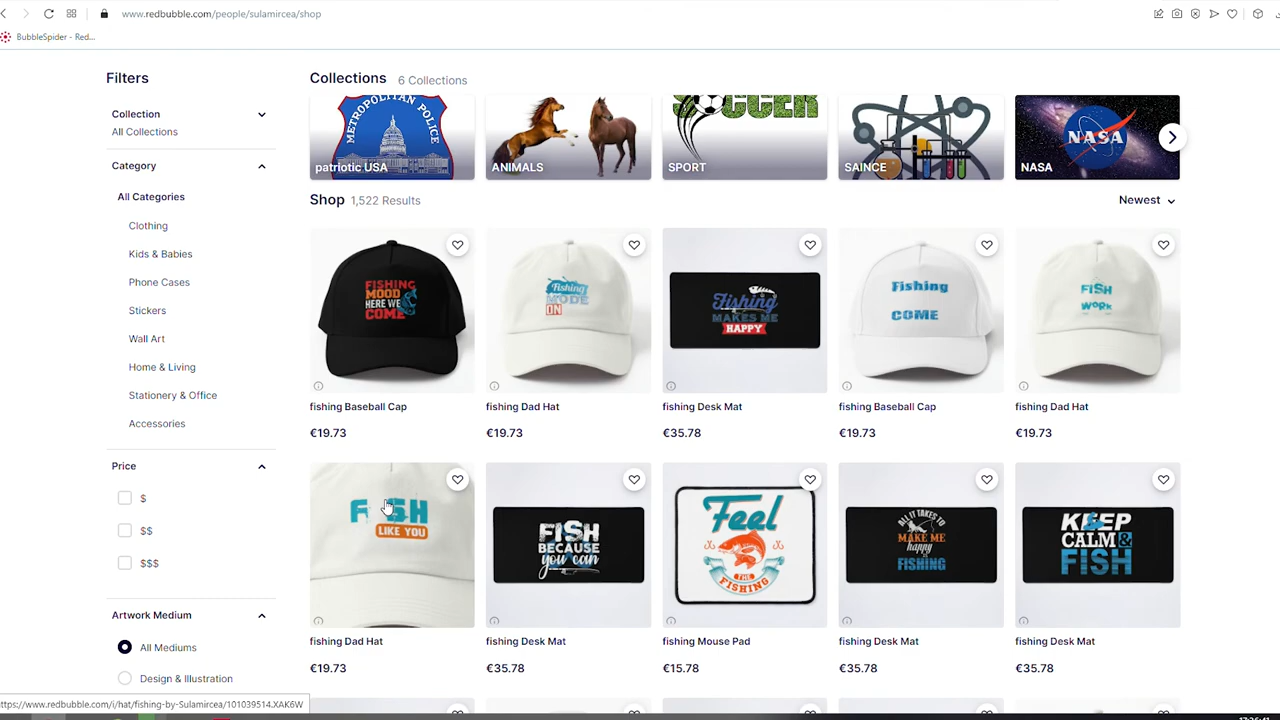 www.redbubble.com/people/sulamircea/shop
BubbleSpider - Red...
Filters
Collection
All Collections
Category
All Categories
Clothing
Kids & Babies
Phone Cases
Stickers
Wall Art
Home & Living
Stationery & Office
Accessories
Price
$
$$
$$$
Artwork Medium
All Mediums
Design & Illustration
Collections 6 Collections
METROPOLITAN POLICE
patriotic USA
ANIMALS
SOCCER
SPORT
SAINCE
NASA
NASA
Shop 1,522 Results
Newest
FISHING
MOOD
HERE WE
COME
fishing Baseball Cap
€19.73
Fishing
MODE
ON
fishing Dad Hat
€19.73
Fishing
MAKES ME
HAPPY
fishing Desk Mat
€35.78
Fishing
COME
fishing Baseball Cap
€19.73
FISH
WORK
fishing Dad Hat
€19.73
FISH
LIKE YOU
fishing Dad Hat
€19.73
FISH
BECAUSE
you can
fishing Desk Mat
€35.78
Feel
THE
FISHING
fishing Mouse Pad
€15.78
ALL IT TAKES TO
MAKE ME
happy
FISHING
fishing Desk Mat
€35.78
KEEP
CALM &
FISH
fishing Desk Mat
€35.78
ttps://www.redbubble.com/i/hat/fishing-by-Sulamircea/101039514.XAK6W